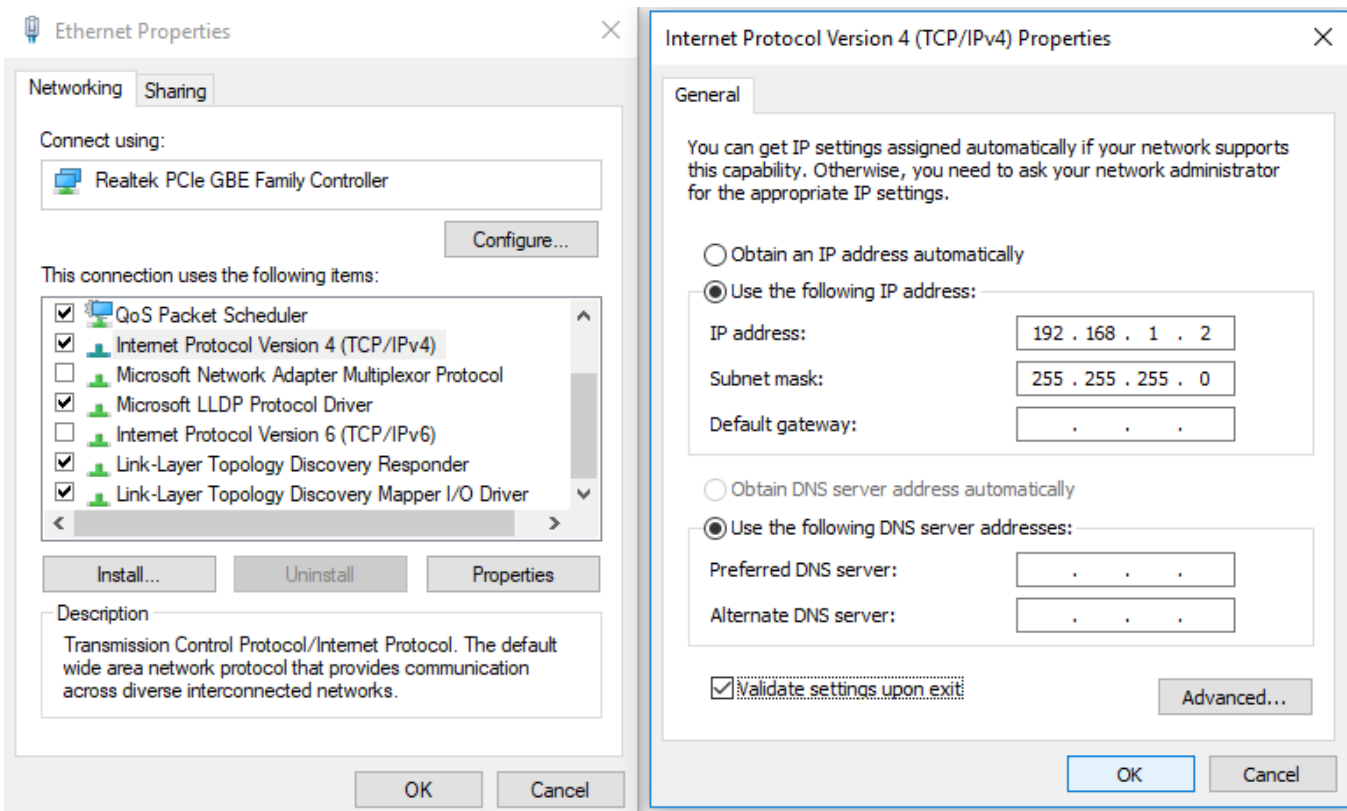 Ethernet Properties
Networking
Sharing
Connect using:
Realtek PCIe GBE Family Controller
Configure...
This connection uses the following items:
QoS Packet Scheduler
Internet Protocol Version 4 (TCP/IPv4)
Microsoft Network Adapter Multiplexor Protocol
Microsoft LLDP Protocol Driver
Internet Protocol Version 6 (TCP/IPv6)
Link-Layer Topology Discovery Responder
Link-Layer Topology Discovery Mapper I/O Driver
Install...
Uninstall
Properties
Description
Transmission Control Protocol/Internet Protocol. The default
wide area network protocol that provides communication
across diverse interconnected networks.
OK
Cancel
Internet Protocol Version 4 (TCP/IPv4) Properties
General
You can get IP settings assigned automatically if your network supports
this capability. Otherwise, you need to ask your network administrator
for the appropriate IP settings.
Obtain an IP address automatically
Use the following IP address:
IP address:
192 . 168 . 1 . 2
Subnet mask:
255 . 255 . 255 . 0
Default gateway:
. . .
Obtain DNS server address automatically
Use the following DNS server addresses:
Preferred DNS server:
. . .
Alternate DNS server:
. . .
Validate settings upon exit
Advanced...
OK
Cancel